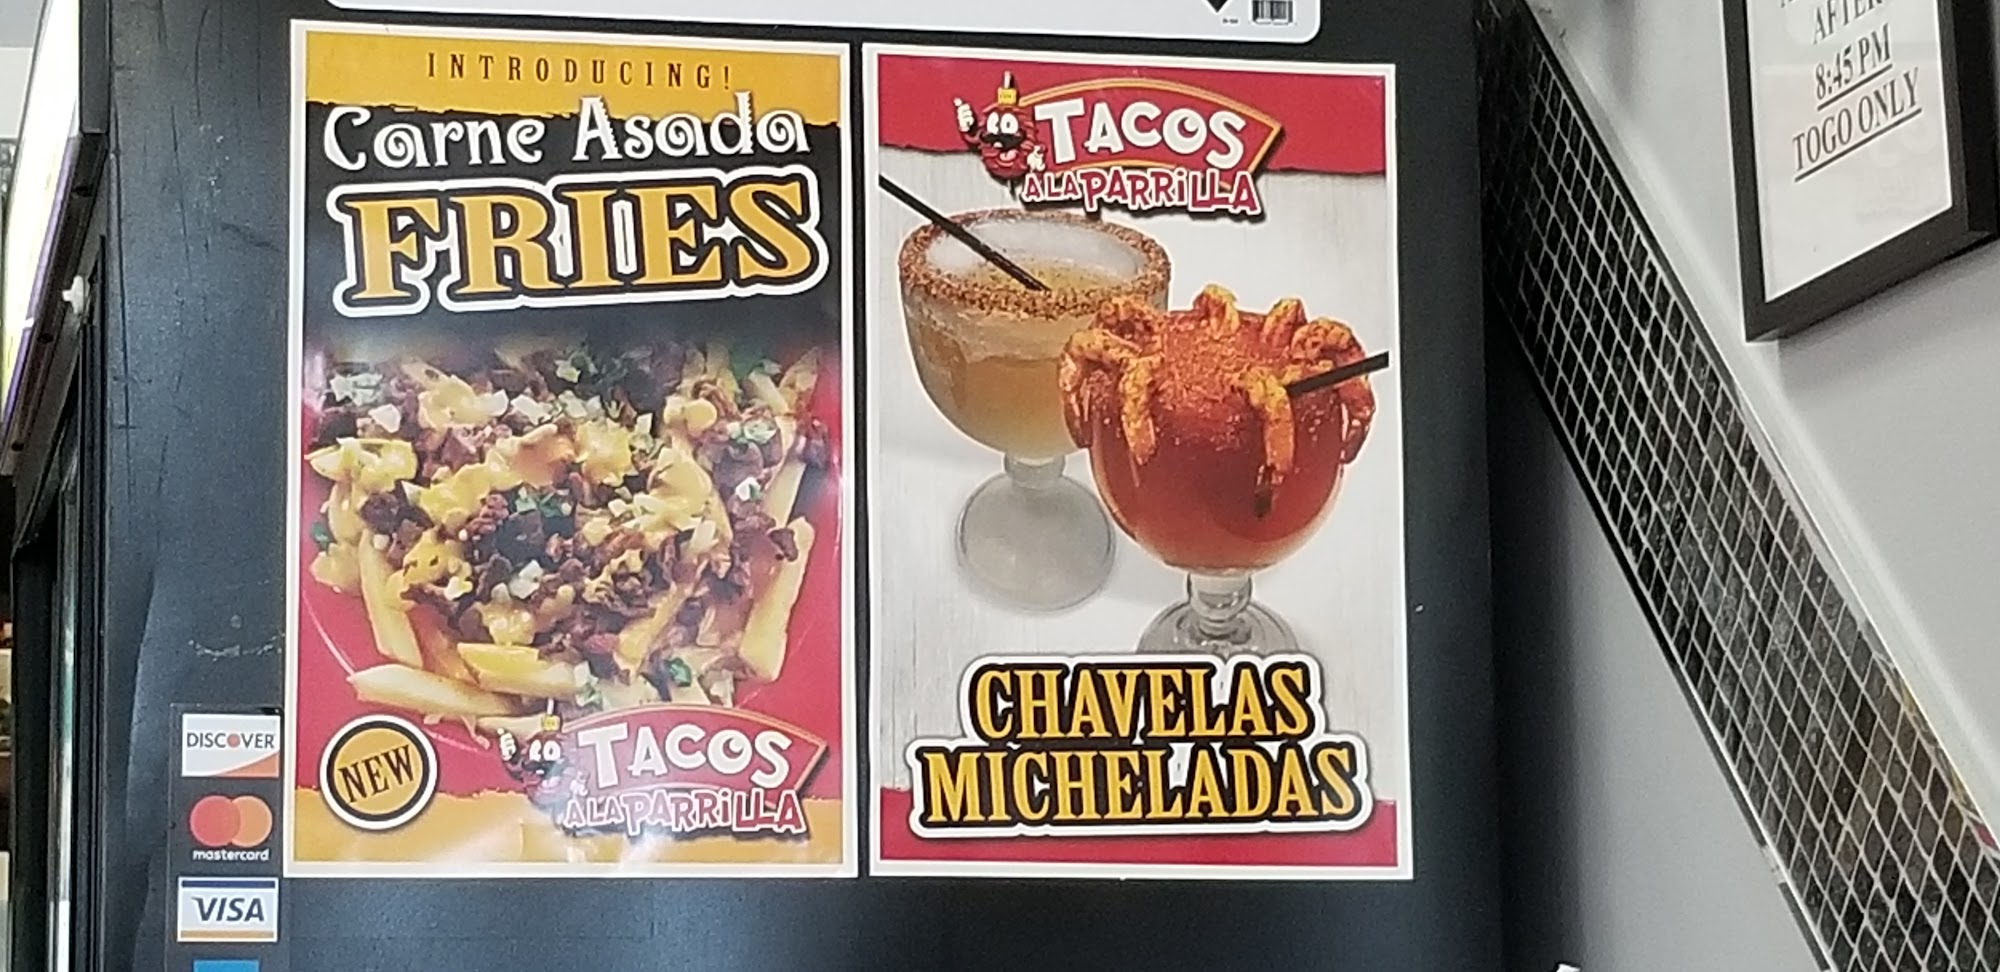 INTRODUCING!
Carne Asada
FRIES
NEW
TACOS
A LA PARRiLLA
TACOS
A LA PARRiLLA
CHAVELAS
MICHELADAS
DISCOVER
mastercard
VISA
AFTER
8:45 PM
TOGO ONLY